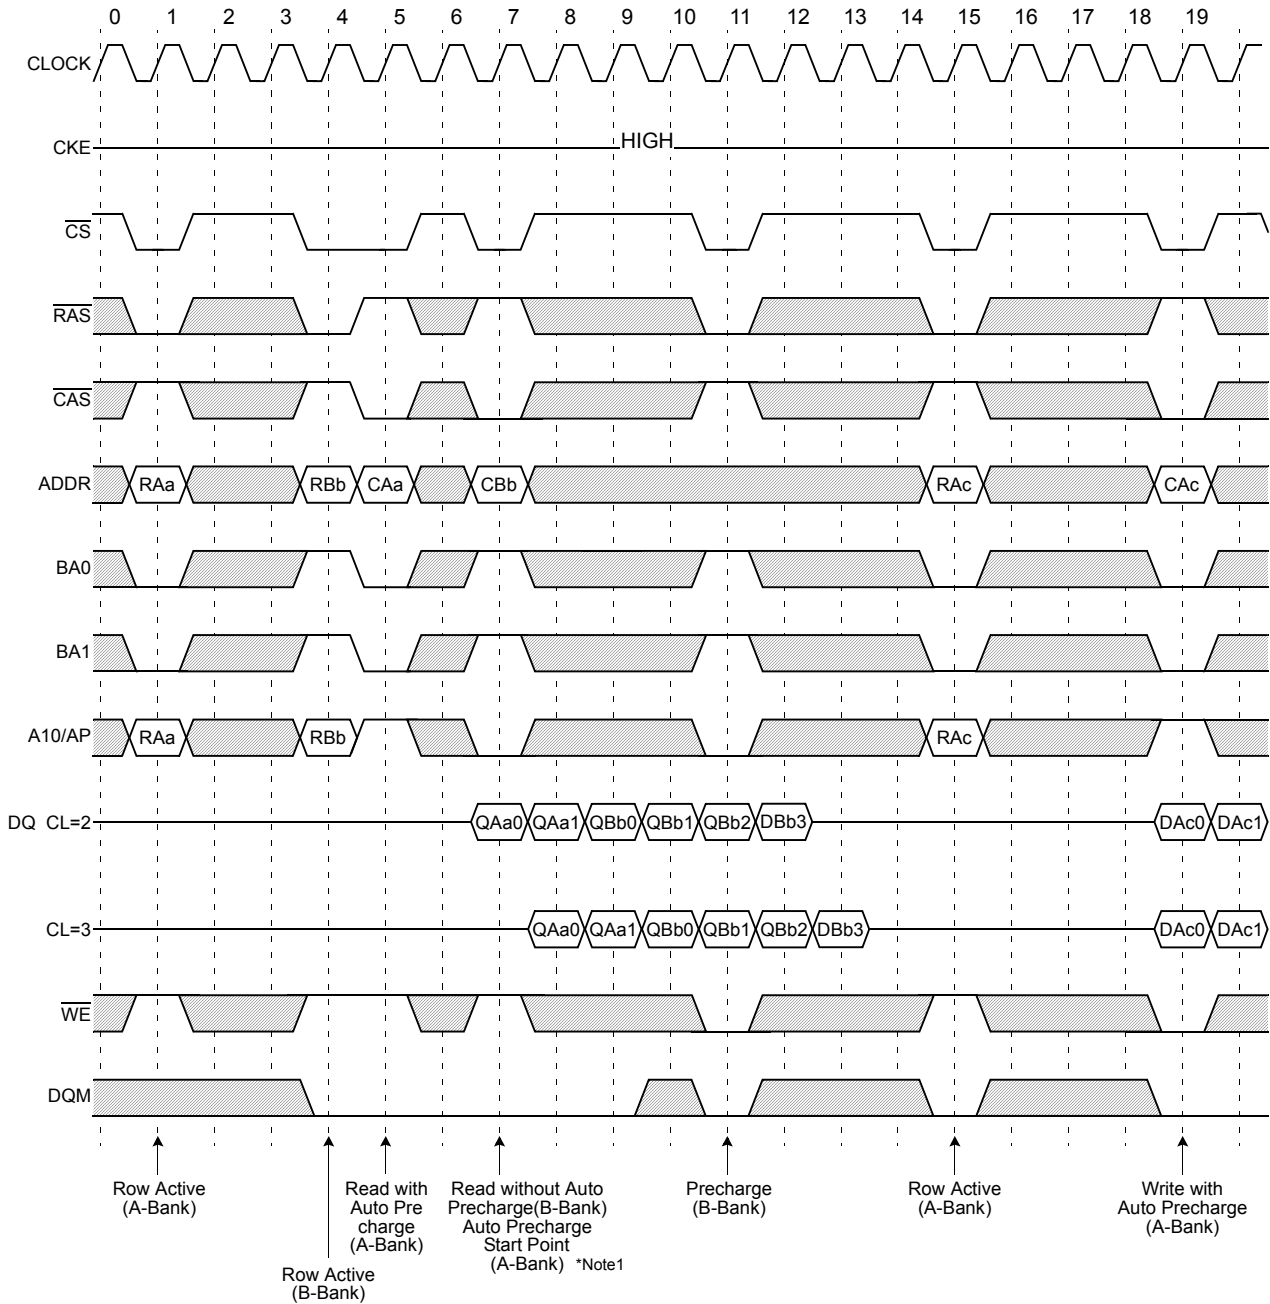 0 1 2 3 4 5 6 7 8 9 10 11 12 13 14 15 16 17 18 19
CLOCK
CKE HIGH
CS
RAS
CAS
ADDR RAa RBb CAa CBb RAc CAc
BA0
BA1
A10/AP RAa RBb RAc
DQ CL=2 QAa0 QAa1 QBb0 QBb1 QBb2 DBb3 DAc0 DAc1
CL=3 QAa0 QAa1 QBb0 QBb1 QBb2 DBb3 DAc0 DAc1
WE
DQM
Row Active
(A-Bank)
Row Active
(B-Bank)
Read with
Auto Pre
charge
(A-Bank)
Read without Auto
Precharge(B-Bank)
Auto Precharge
Start Point
(A-Bank) *Note1
Precharge
(B-Bank)
Row Active
(A-Bank)
Write with
Auto Precharge
(A-Bank)